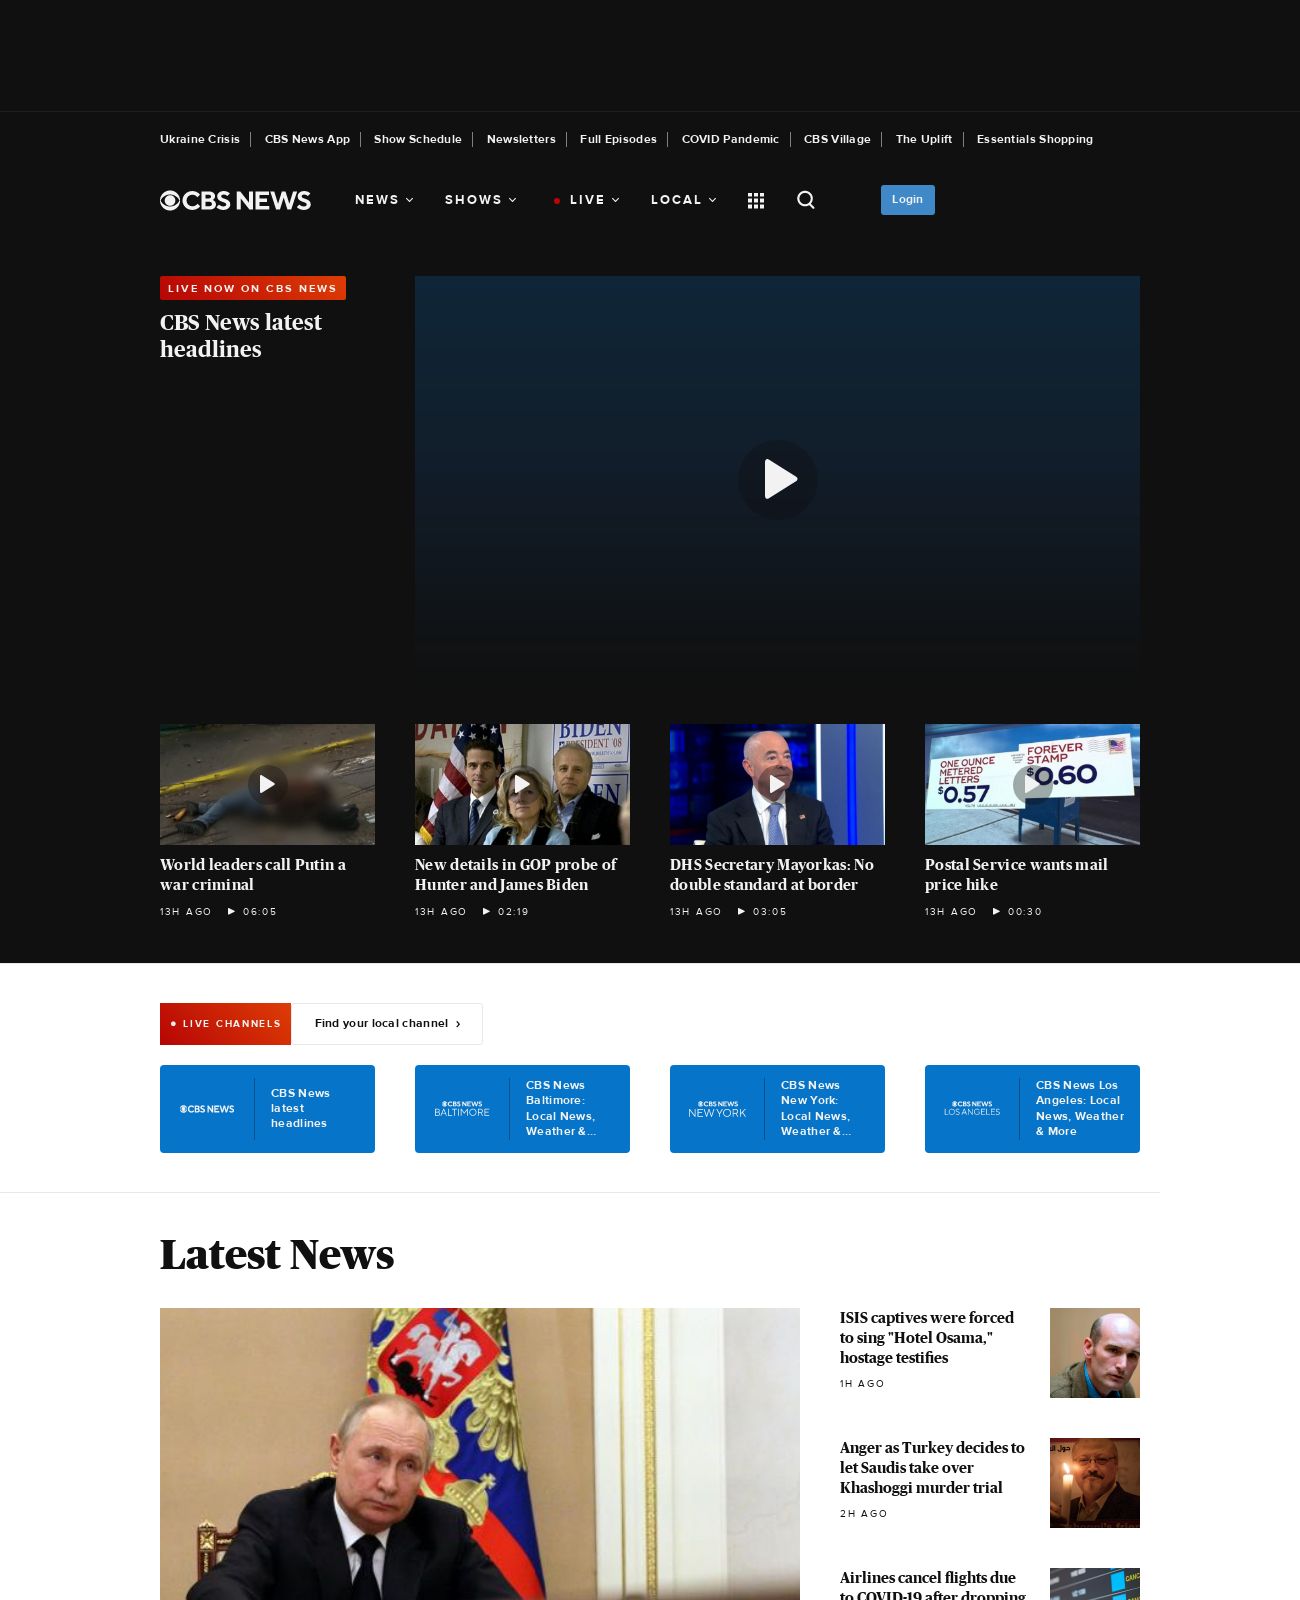 Ukraine Crisis
CBS News App
Show Schedule
Newsletters
Full Episodes
COVID Pandemic
CBS Village
The Uplift
Essentials Shopping
CBS NEWS
NEWS
SHOWS
LIVE
LOCAL
Login
LIVE NOW ON CBS NEWS
CBS News latest
headlines
BIDEN
PRESIDENT '08
ONE OUNCE
METERED
LETTERS
$0.57
FOREVER
STAMP
$0.60
World leaders call Putin a
war criminal
13H AGO
06:05
New details in GOP probe of
Hunter and James Biden
13H AGO
02:19
DHS Secretary Mayorkas: No
double standard at border
13H AGO
03:05
Postal Service wants mail
price hike
13H AGO
00:30
LIVE CHANNELS
Find your local channel ›
CBS NEWS
CBS News
latest
headlines
CBS NEWS
BALTIMORE
CBS News
Baltimore:
Local News,
Weather &...
CBS NEWS
NEW YORK
CBS News
New York:
Local News,
Weather &...
CBS NEWS
LOS ANGELES
CBS News Los
Angeles: Local
News, Weather
& More
Latest News
ISIS captives were forced
to sing "Hotel Osama,"
hostage testifies
1H AGO
Anger as Turkey decides to
let Saudis take over
Khashoggi murder trial
2H AGO
Airlines cancel flights due
to COVID-19 after dropping